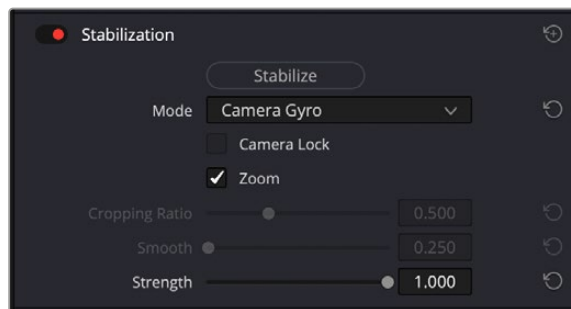 Stabilization
Stabilize
Mode Camera Gyro
Camera Lock
Zoom
Cropping Ratio 0.500
Smooth 0.250
Strength 1.000